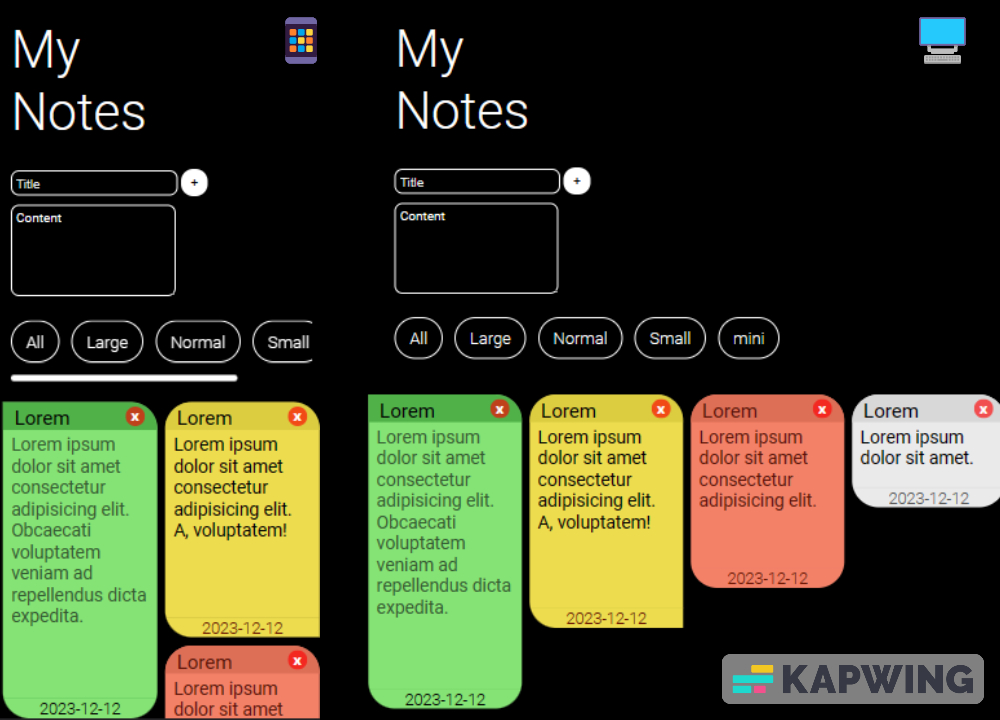 My
Notes
Title
+
Content
All Large Normal Small
Lorem x
Lorem ipsum
dolor sit amet
consectetur
adipisicing elit.
Obcaecati
voluptatem
veniam ad
repellendus dicta
expedita.
2023-12-12
Lorem x
Lorem ipsum
dolor sit amet
consectetur
adipisicing elit.
A, voluptatem!
2023-12-12
Lorem x
Lorem ipsum
dolor sit amet
My
Notes
Title
+
Content
All Large Normal Small mini
Lorem x
Lorem ipsum
dolor sit amet
consectetur
adipisicing elit.
Obcaecati
voluptatem
veniam ad
repellendus dicta
expedita.
2023-12-12
Lorem x
Lorem ipsum
dolor sit amet
consectetur
adipisicing elit.
A, voluptatem!
2023-12-12
Lorem x
Lorem ipsum
dolor sit amet
consectetur
adipisicing elit.
2023-12-12
Lorem x
Lorem ipsum
dolor sit amet.
2023-12-12
KAPWING